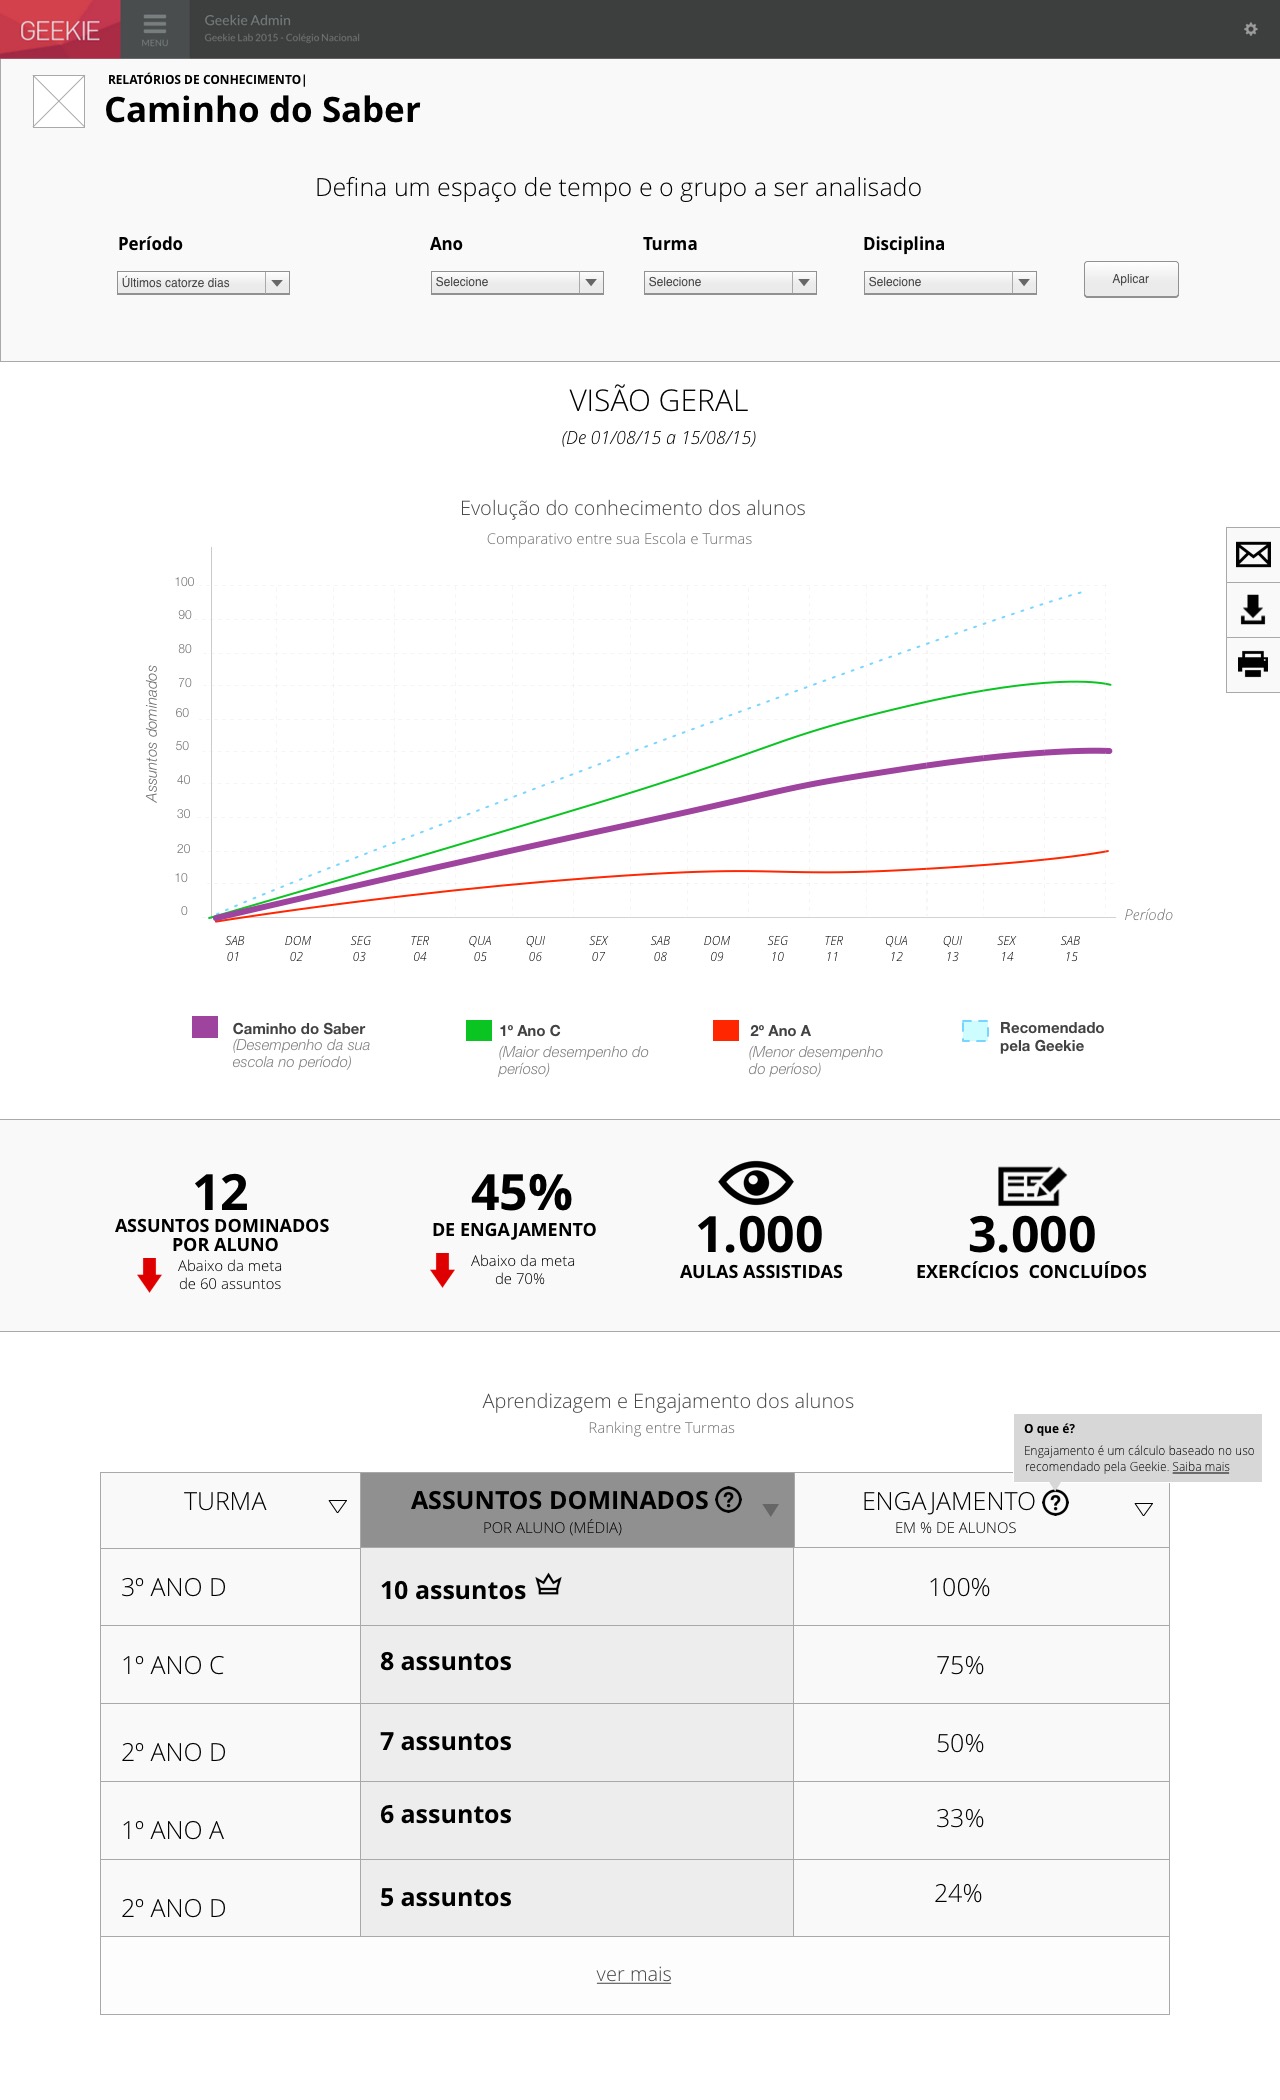 GEEKIE
MENU
Geekie Admin
Geekie Lab 2015 - Colégio Nacional
RELATÓRIOS DE CONHECIMENTO|
Caminho do Saber
Defina um espaço de tempo e o grupo a ser analisado
Período Ano Turma Disciplina
Últimos catorze dias Selecione Selecione Selecione Aplicar
VISÃO GERAL
(De 01/08/15 a 15/08/15)
Evolução do conhecimento dos alunos
Comparativo entre sua Escola e Turmas
Assuntos dominados
100
90
80
70
60
50
40
30
20
10
0
Período
SAB DOM SEG TER QUA QUI SEX SAB DOM SEG TER QUA QUI SEX SAB
01 02 03 04 05 06 07 08 09 10 11 12 13 14 15
Caminho do Saber
(Desempenho da sua
escola no período)
1º Ano C
(Maior desempenho do
períoso)
2º Ano A
(Menor desempenho
do períoso)
Recomendado
pela Geekie
12
ASSUNTOS DOMINADOS
POR ALUNO
Abaixo da meta
de 60 assuntos
45%
DE ENGAJAMENTO
Abaixo da meta
de 70%
1.000
AULAS ASSISTIDAS
3.000
EXERCÍCIOS CONCLUÍDOS
Aprendizagem e Engajamento dos alunos
Ranking entre Turmas
O que é?
Engajamento é um cálculo baseado no uso
recomendado pela Geekie. Saiba mais
TURMA ASSUNTOS DOMINADOS ? ENGAJAMENTO ?
POR ALUNO (MÉDIA) EM % DE ALUNOS
3º ANO D 10 assuntos 100%
1º ANO C 8 assuntos 75%
2º ANO D 7 assuntos 50%
1º ANO A 6 assuntos 33%
2º ANO D 5 assuntos 24%
ver mais